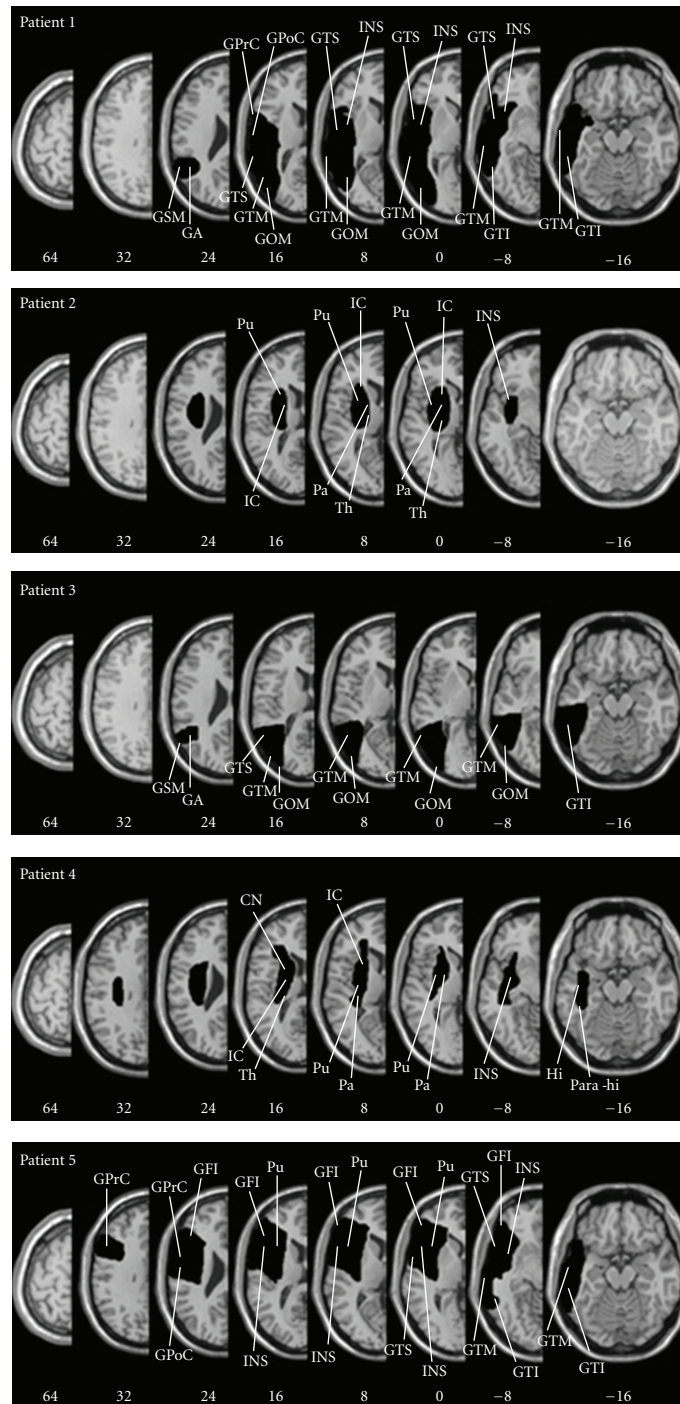 Patient 1
GPrC GPoC GTS INS GTS INS GTS INS
GSM GA GTS GTM GOM GTM GOM GTM GOM GTM GTI GTM GTI
64 32 24 16 8 0 −8 −16
Patient 2
Pu Pu IC Pu IC INS
IC Pa Th Pa Th
64 32 24 16 8 0 −8 −16
Patient 3
GSM GA GTS GTM GOM GTM GOM GTM GOM GTM GOM GTI
64 32 24 16 8 0 −8 −16
Patient 4
CN IC
IC Th Pu Pa Pu Pa INS Hi Para-hi
64 32 24 16 8 0 −8 −16
Patient 5
GPrC GPrC GFI GFI Pu GFI Pu GFI Pu GTS GFI INS
GPoC INS INS GTS INS GTM GTI GTM GTI
64 32 24 16 8 0 −8 −16